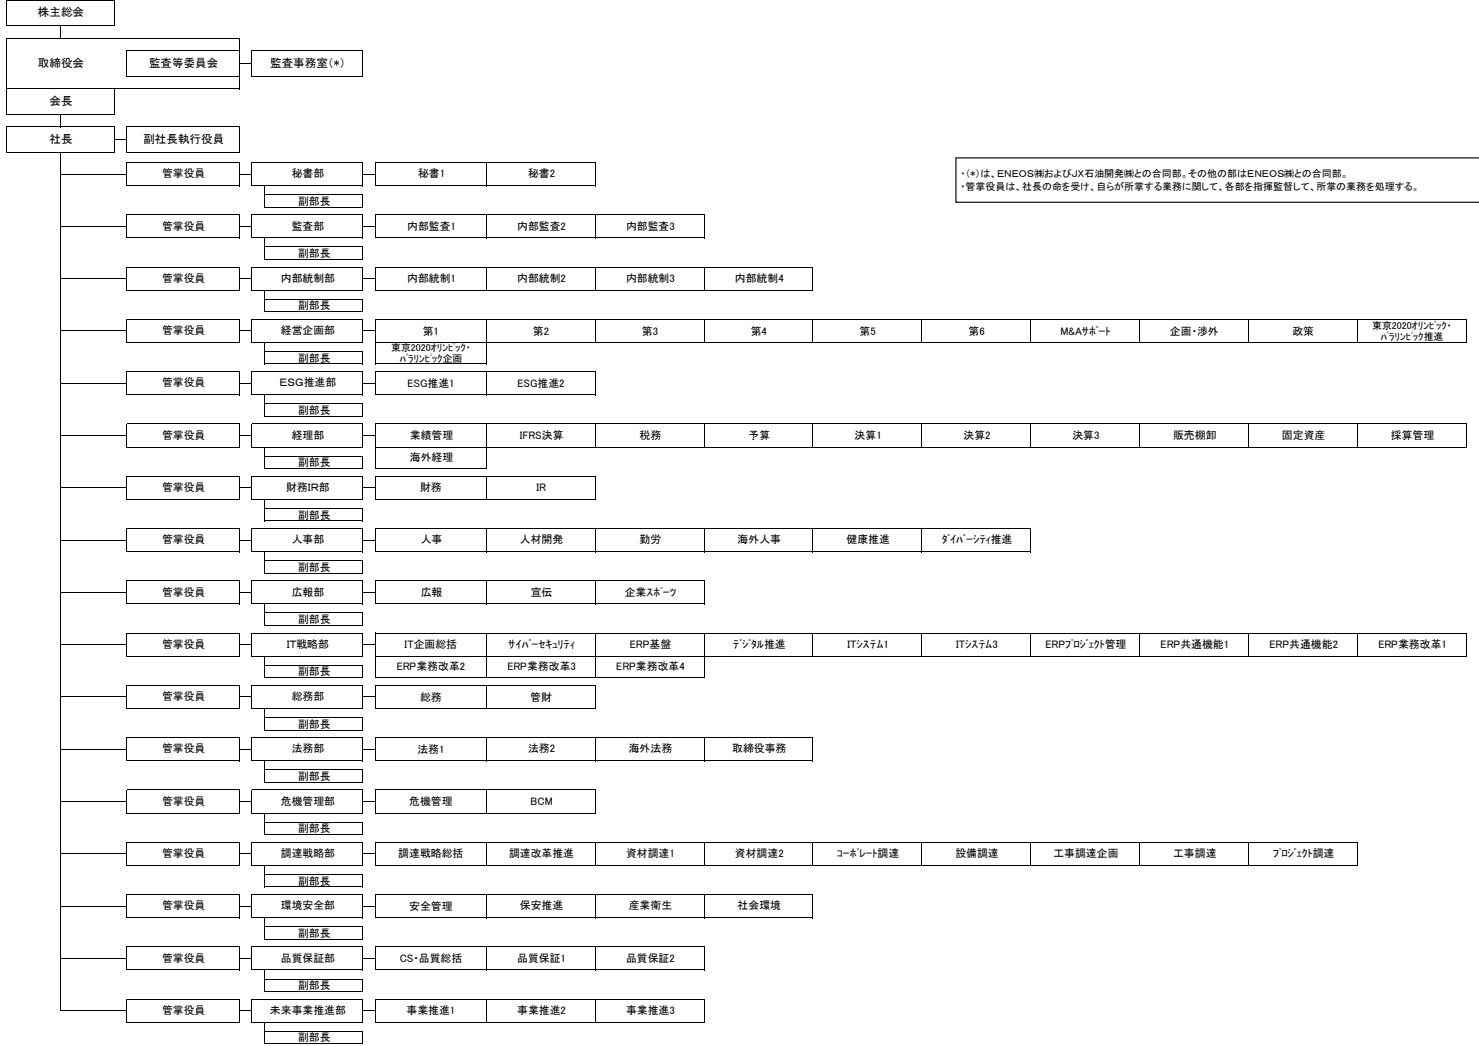 株主総会
取締役会 監査等委員会 監査事務室(*)
会長
社長 副社長執行役員
管掌役員 秘書部 秘書1 秘書2
副部長
・(*)は、ENEOS㈱およびJX石油開発㈱との合同部。その他の部はENEOS㈱との合同部。
・管掌役員は、社長の命を受け、自らが所掌する業務に関して、各部を指揮監督して、所掌の業務を処理する。
管掌役員 監査部 内部監査1 内部監査2 内部監査3
副部長
管掌役員 内部統制部 内部統制1 内部統制2 内部統制3 内部統制4
副部長
管掌役員 経営企画部 第1 第2 第3 第4 第5 第6 M&Aｻﾎﾟｰﾄ 企画・渉外 政策 東京2020ｵﾘﾝﾋﾟｯｸ・
ﾊﾟﾗﾘﾝﾋﾟｯｸ推進
副部長 東京2020ｵﾘﾝﾋﾟｯｸ・
ﾊﾟﾗﾘﾝﾋﾟｯｸ企画
管掌役員 ESG推進部 ESG推進1 ESG推進2
副部長
管掌役員 経理部 業績管理 IFRS決算 税務 予算 決算1 決算2 決算3 販売棚卸 固定資産 採算管理
副部長 海外経理
管掌役員 財務IR部 財務 IR
副部長
管掌役員 人事部 人事 人材開発 勤労 海外人事 健康推進 ﾀﾞｲﾊﾞｰｼﾃｨ推進
副部長
管掌役員 広報部 広報 宣伝 企業ｽﾎﾟｰﾂ
副部長
管掌役員 IT戦略部 IT企画総括 ｻｲﾊﾞｰｾｷｭﾘﾃｨ ERP基盤 ﾃﾞｼﾞﾀﾙ推進 ITｼｽﾃﾑ1 ITｼｽﾃﾑ3 ERPﾌﾟﾛｼﾞｪｸﾄ管理 ERP共通機能1 ERP共通機能2 ERP業務改革1
副部長 ERP業務改革2 ERP業務改革3 ERP業務改革4
管掌役員 総務部 総務 管財
副部長
管掌役員 法務部 法務1 法務2 海外法務 取締役事務
副部長
管掌役員 危機管理部 危機管理 BCM
副部長
管掌役員 調達戦略部 調達戦略総括 調達改革推進 資材調達1 資材調達2 ｺｰﾎﾟﾚｰﾄ調達 設備調達 工事調達企画 工事調達 ﾌﾟﾛｼﾞｪｸﾄ調達
副部長
管掌役員 環境安全部 安全管理 保安推進 産業衛生 社会環境
副部長
管掌役員 品質保証部 CS・品質総括 品質保証1 品質保証2
副部長
管掌役員 未来事業推進部 事業推進1 事業推進2 事業推進3
副部長